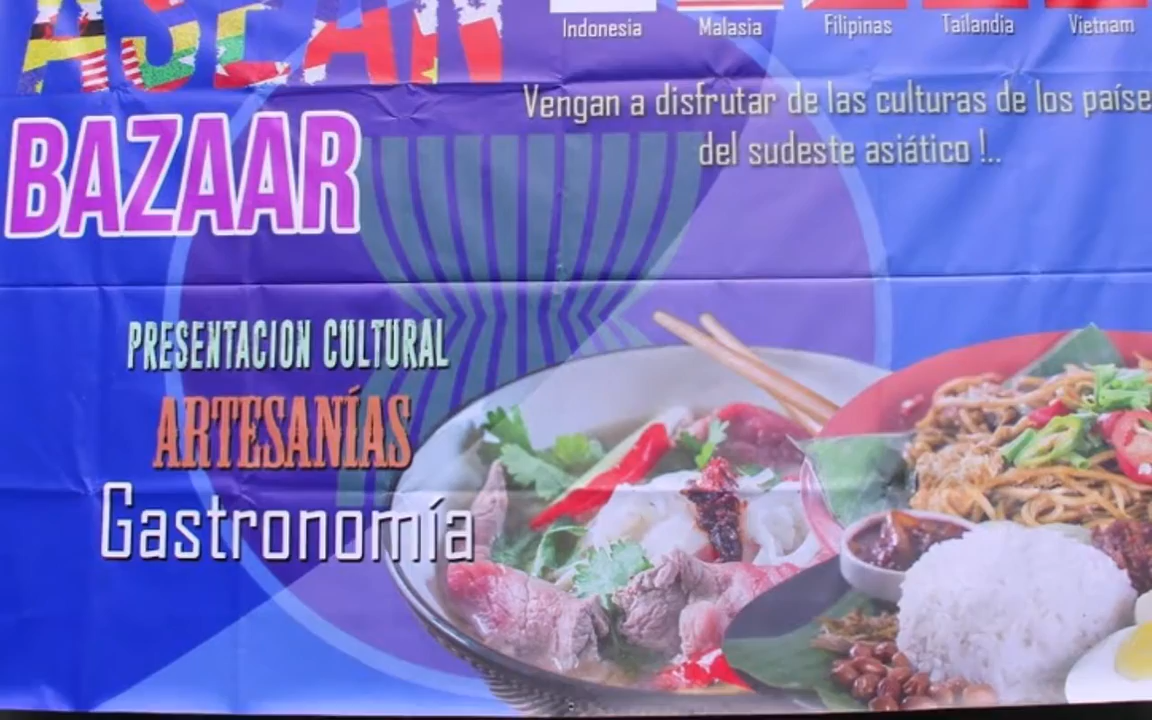 ASEAN
BAZAAR
Indonesia Malasia Filipinas Tailandia Vietnam
Vengan a disfrutar de las culturas de los paíse
del sudeste asiático !..
PRESENTACION CULTURAL
ARTESANÍAS
Gastronomía